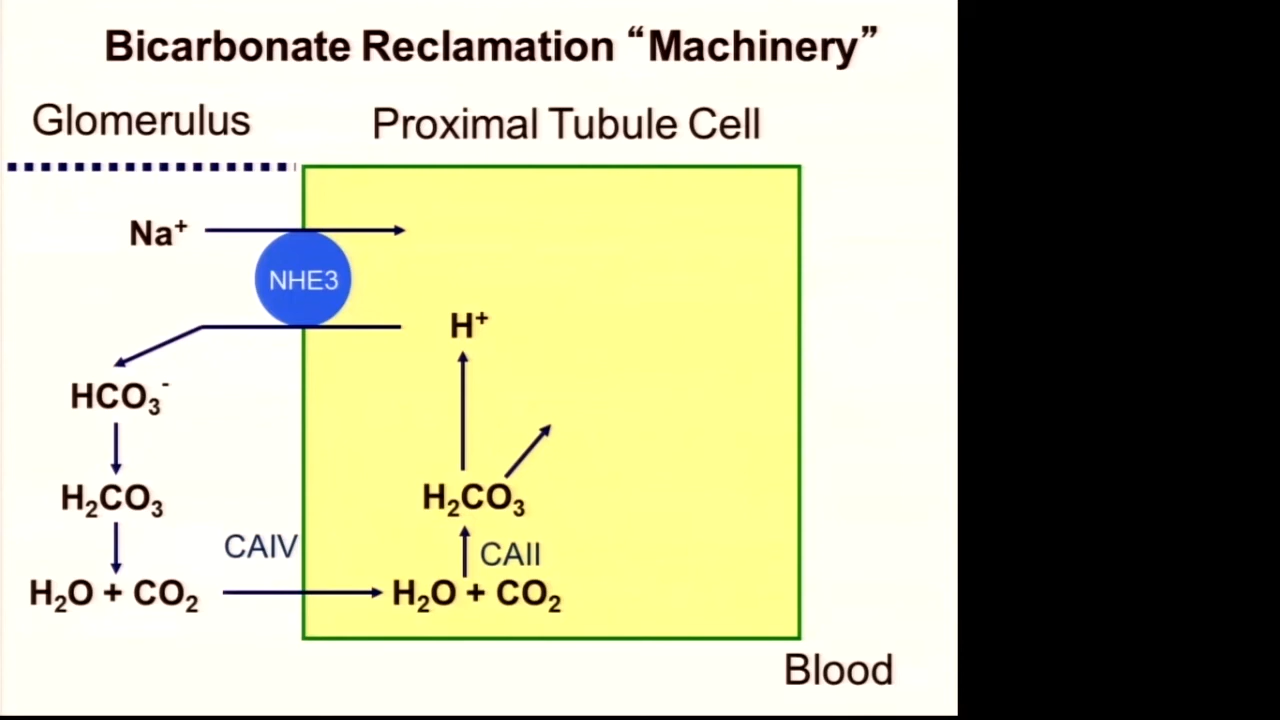 Bicarbonate Reclamation “Machinery”
Glomerulus
Proximal Tubule Cell
Na⁺
NHE3
H⁺
HCO₃⁻
H₂CO₃
H₂CO₃
CAIV
CAII
H₂O + CO₂
H₂O + CO₂
Blood